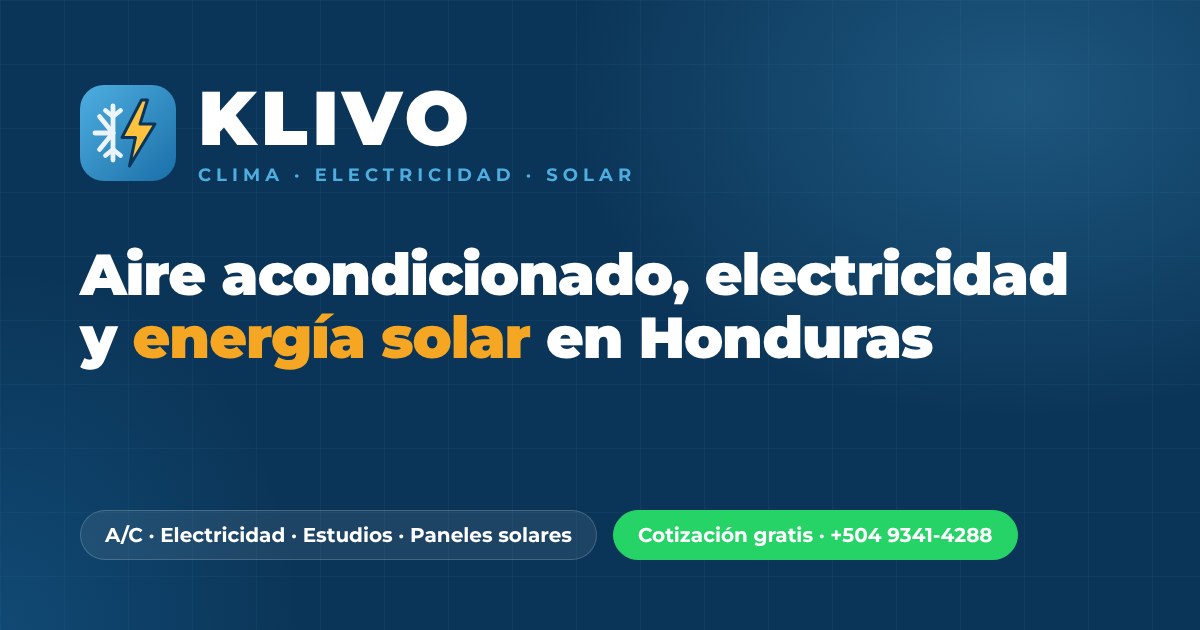 KLIVO
CLIMA · ELECTRICIDAD · SOLAR
Aire acondicionado, electricidad
y energía solar en Honduras
A/C · Electricidad · Estudios · Paneles solares
Cotización gratis · +504 9341-4288